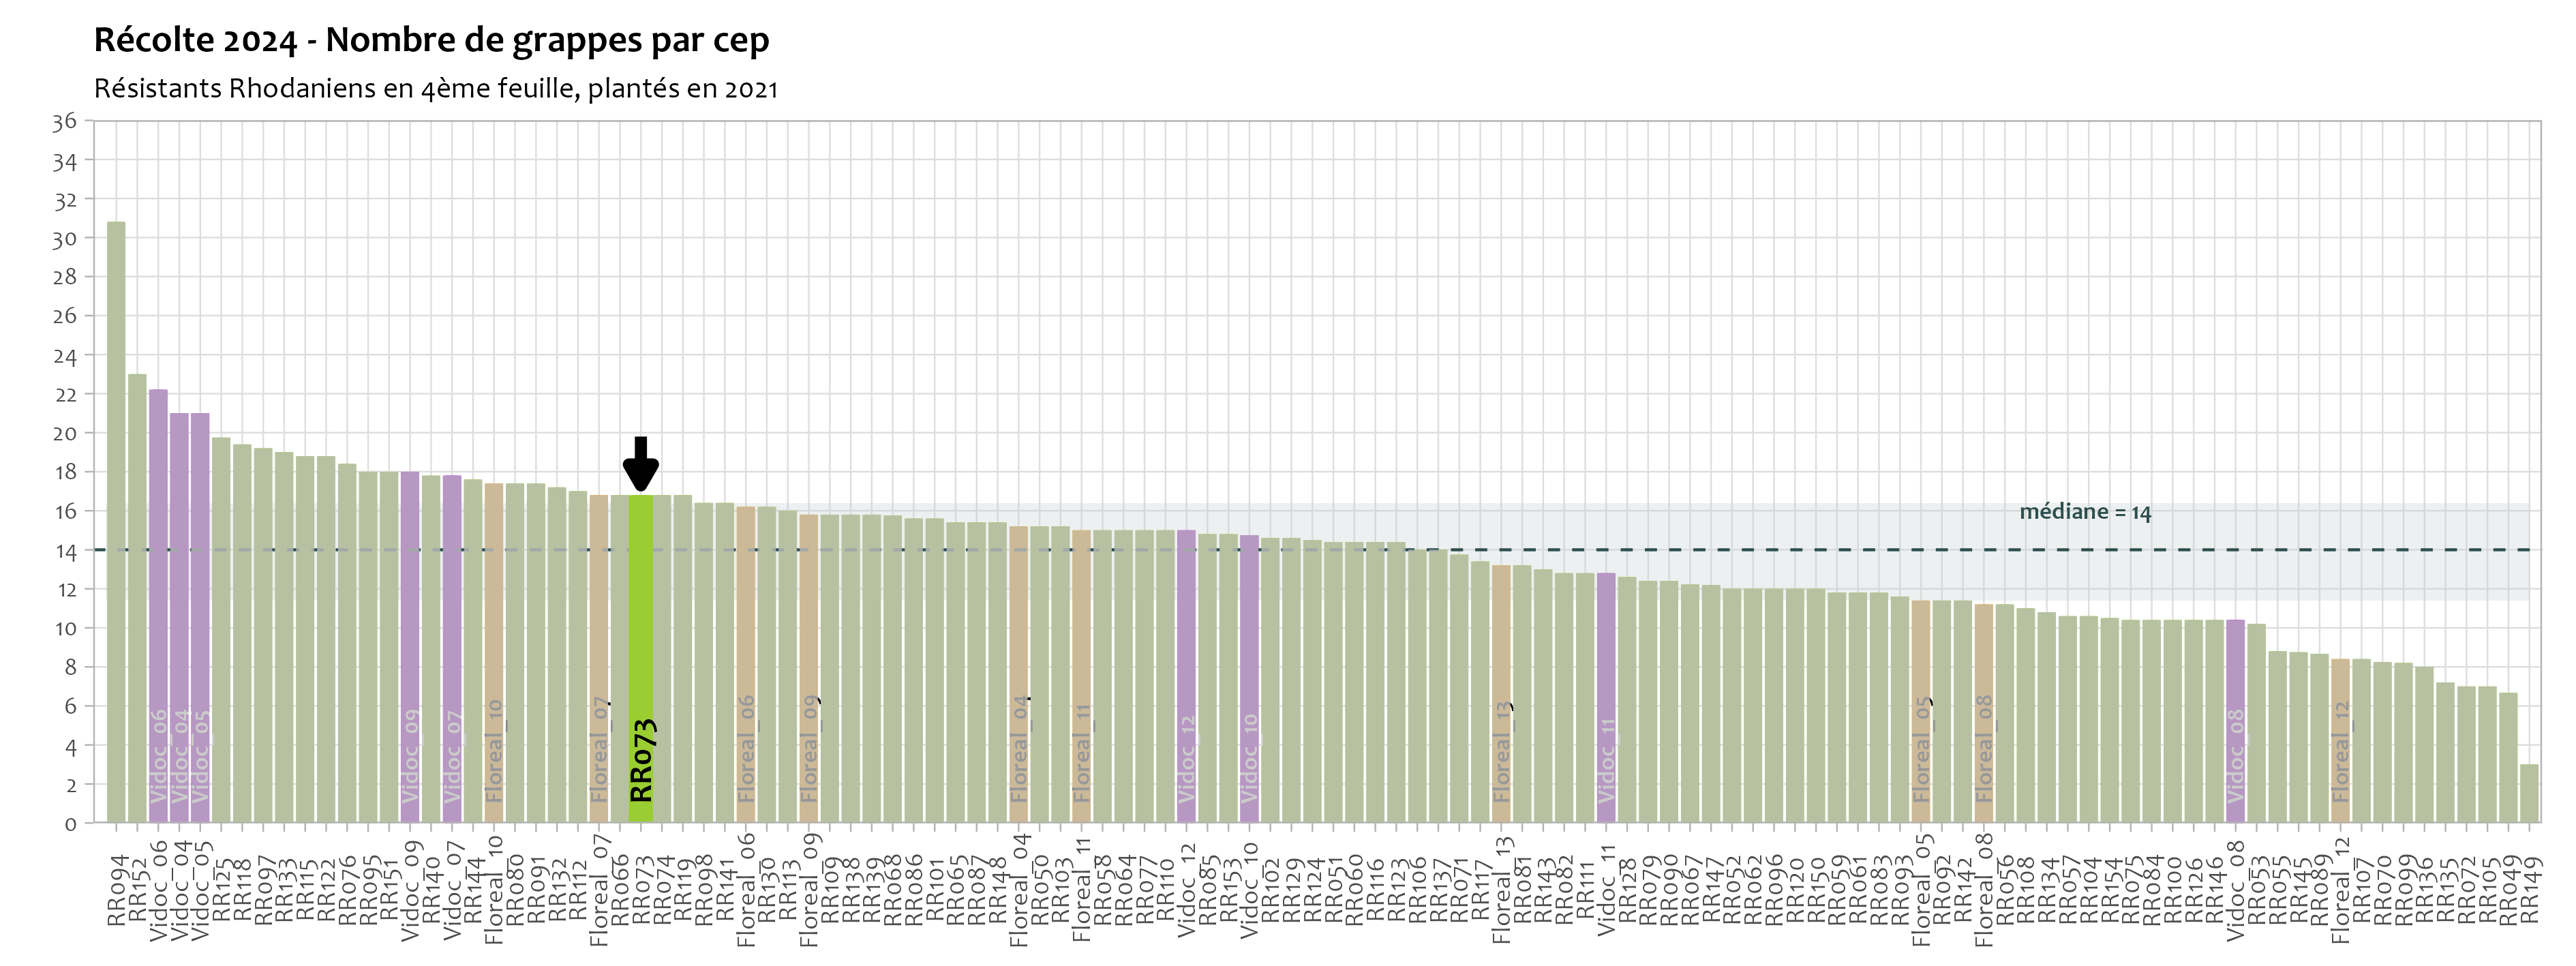 Récolte 2024 - Nombre de grappes par cep
Résistants Rhodaniens en 4ème feuille, plantés en 2021
36
34
32
30
28
26
24
22
20
18
16
14
12
10
8
6
4
2
0
médiane = 14
Vidoc_06
Vidoc_04
Vidoc_05
Vidoc_09
Vidoc_07
Floreal_10
Floreal_07
RR073
Floreal_06
Floreal_09
Floreal_04
Floreal_11
Vidoc_12
Vidoc_10
Floreal_13
Vidoc_11
Floreal_05
Floreal_08
Vidoc_08
Floreal_12
RR094
RR152
Vidoc_06
Vidoc_04
Vidoc_05
RR125
RR118
RR097
RR133
RR115
RR122
RR076
RR095
RR151
Vidoc_09
RR140
Vidoc_07
RR144
Floreal_10
RR080
RR091
RR132
RR112
Floreal_07
RR066
RR073
RR074
RR119
RR098
RR141
Floreal_06
RR130
RR113
Floreal_09
RR109
RR138
RR139
RR068
RR086
RR101
RR065
RR087
RR148
Floreal_04
RR050
RR103
Floreal_11
RR058
RR064
RR077
RR110
Vidoc_12
RR085
RR153
Vidoc_10
RR102
RR129
RR124
RR051
RR060
RR116
RR123
RR106
RR137
RR071
RR117
Floreal_13
RR081
RR143
RR082
RR111
Vidoc_11
RR128
RR079
RR090
RR067
RR147
RR052
RR062
RR096
RR120
RR150
RR059
RR061
RR083
RR093
Floreal_05
RR092
RR142
Floreal_08
RR056
RR108
RR134
RR057
RR104
RR154
RR075
RR084
RR100
RR126
RR146
Vidoc_08
RR053
RR055
RR145
RR089
Floreal_12
RR107
RR070
RR099
RR136
RR135
RR072
RR105
RR049
RR149